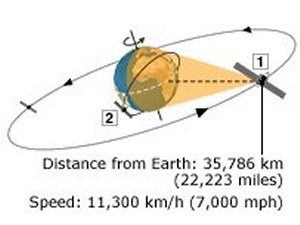 1
2
Distance from Earth: 35,786 km
(22,223 miles)
Speed: 11,300 km/h (7,000 mph)